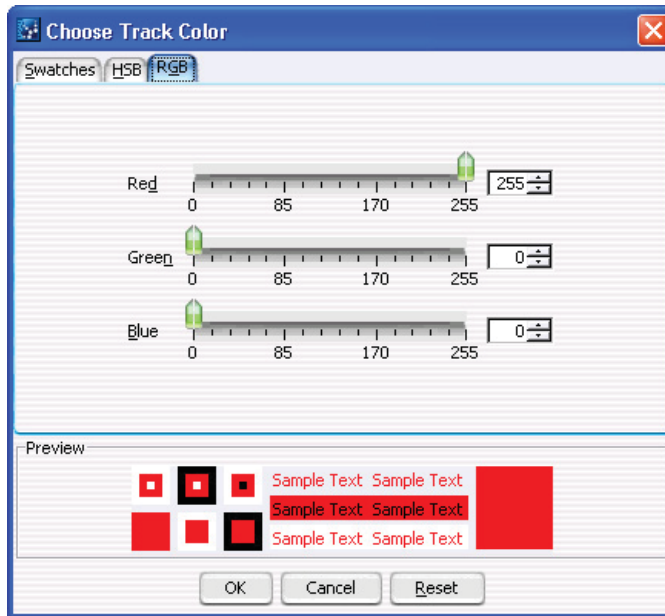 Choose Track Color
Swatches HSB RGB
Red 255
0 85 170 255
Green 0
0 85 170 255
Blue 0
0 85 170 255
Preview
Sample Text Sample Text
Sample Text Sample Text
Sample Text Sample Text
OK Cancel Reset